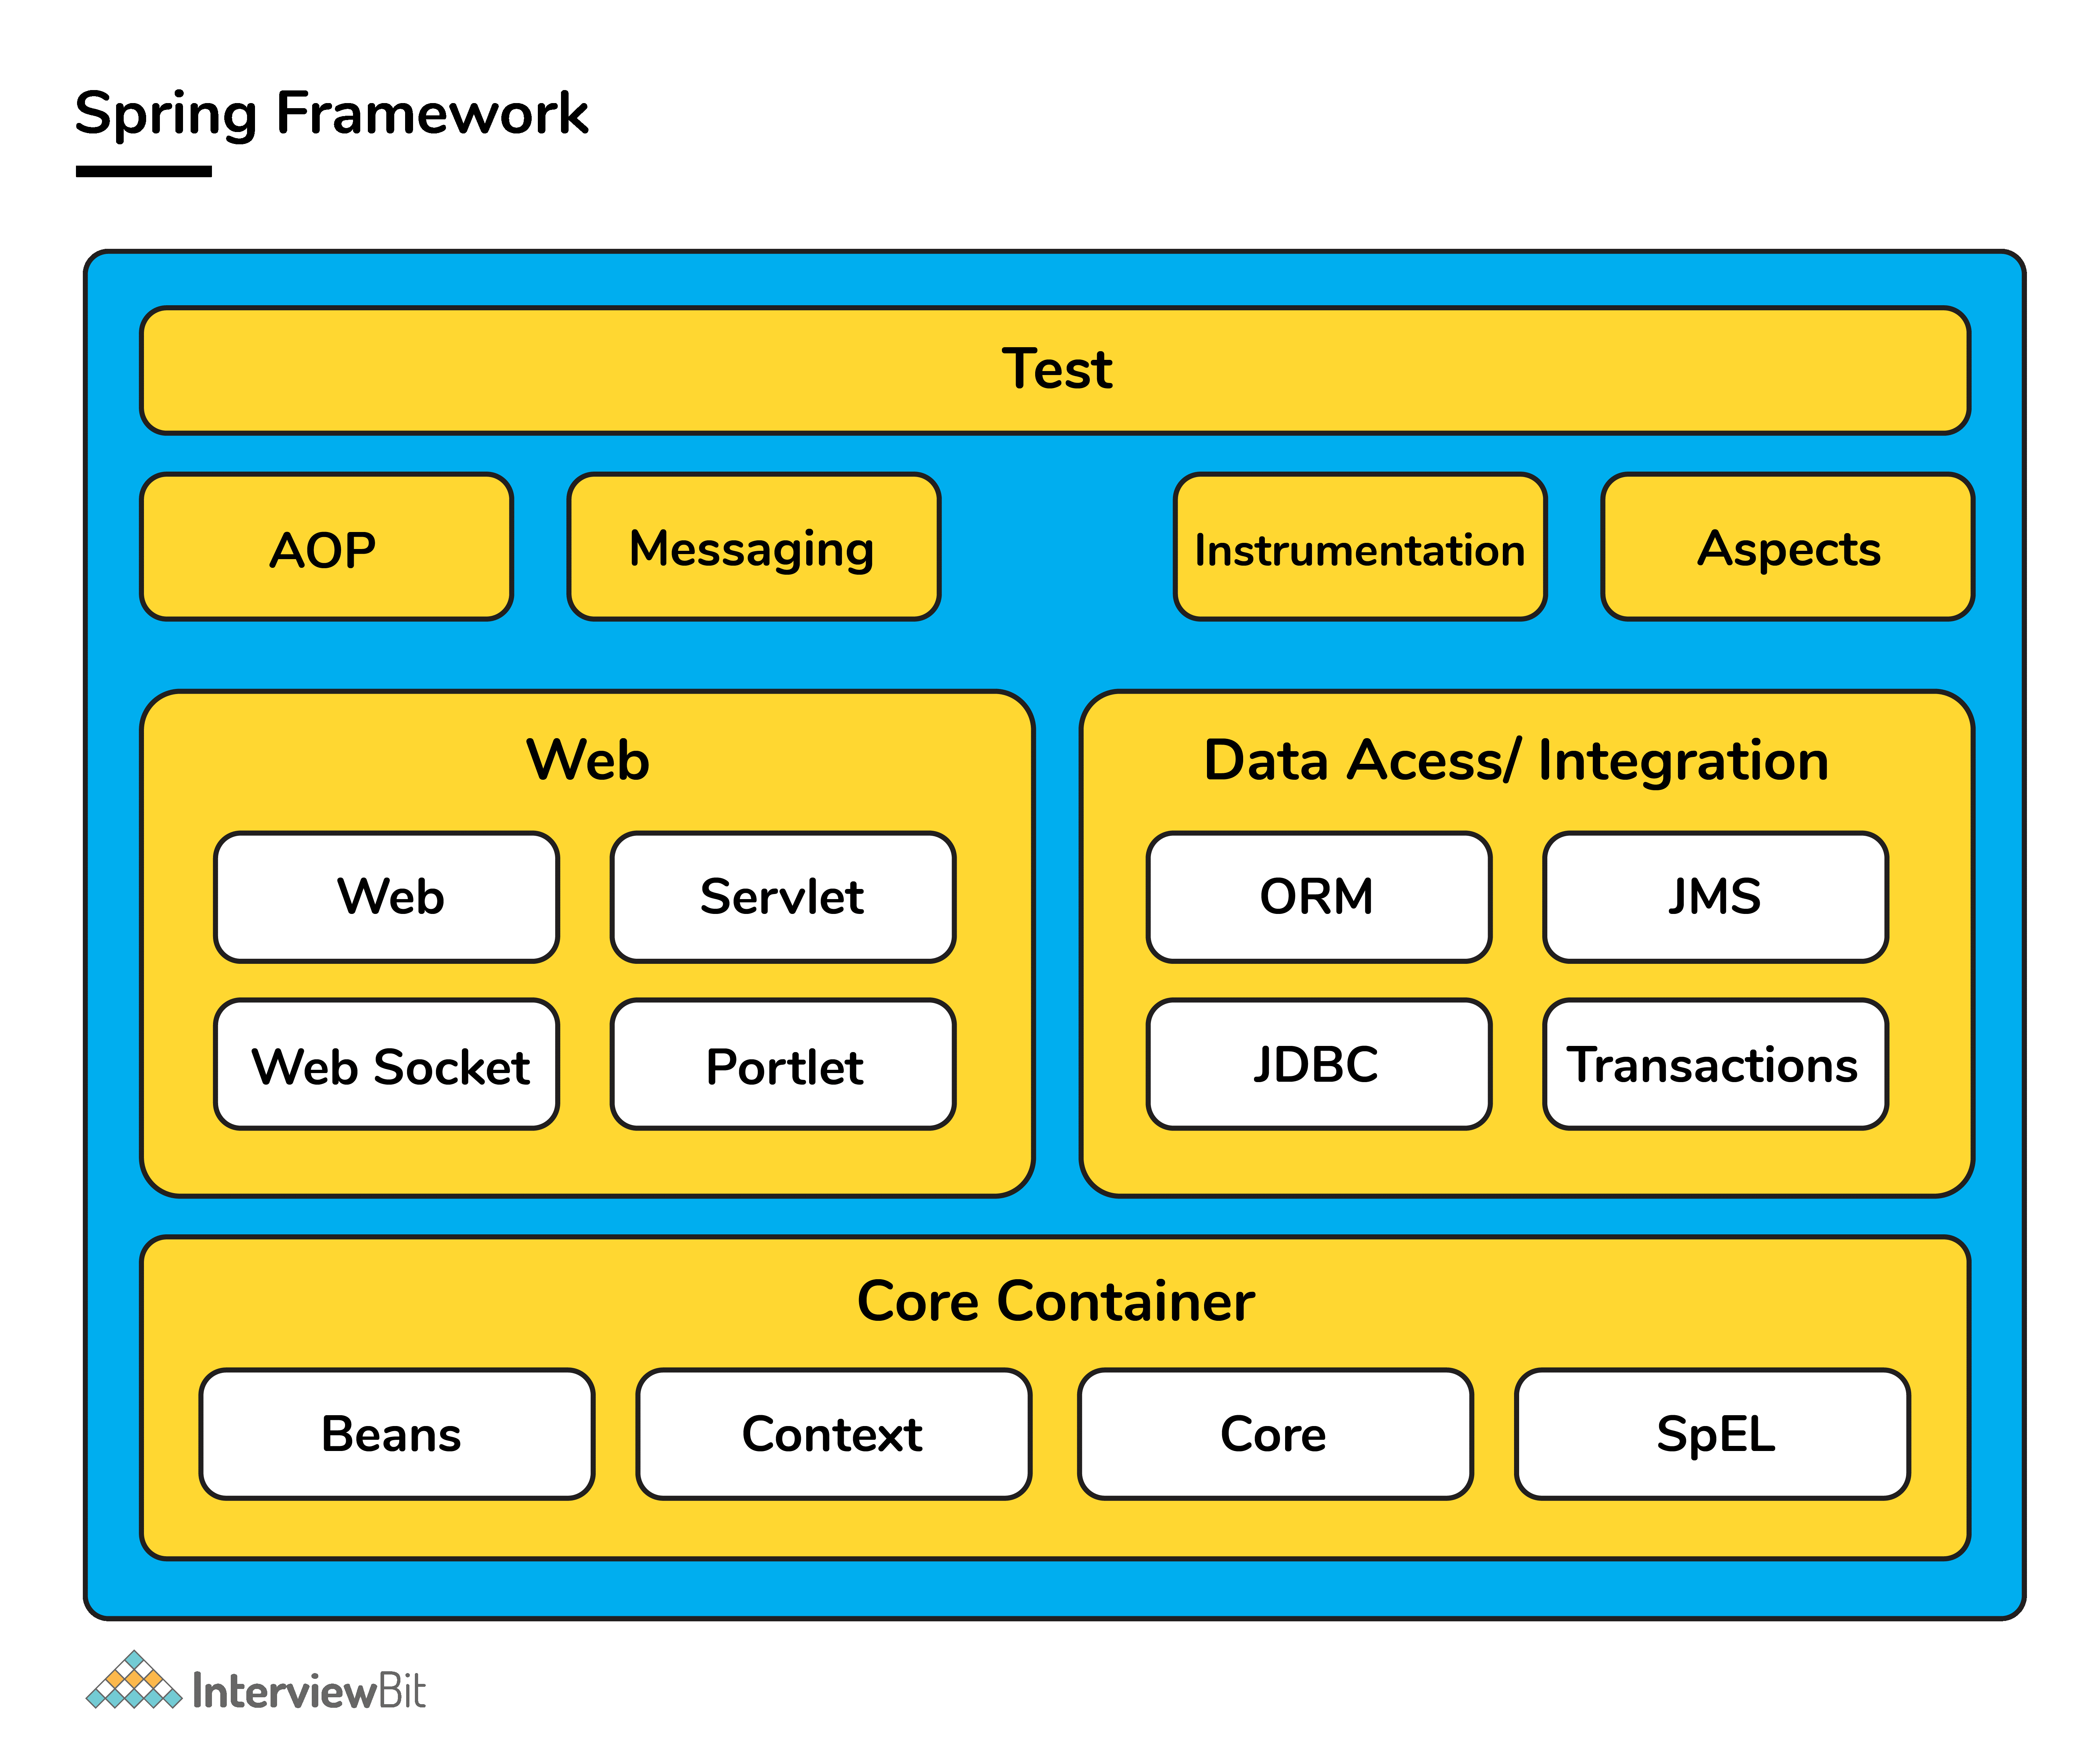 Spring Framework
Test
AOP
Messaging
Instrumentation
Aspects
Web
Web
Servlet
Web Socket
Portlet
Data Acess/ Integration
ORM
JMS
JDBC
Transactions
Core Container
Beans
Context
Core
SpEL
InterviewBit